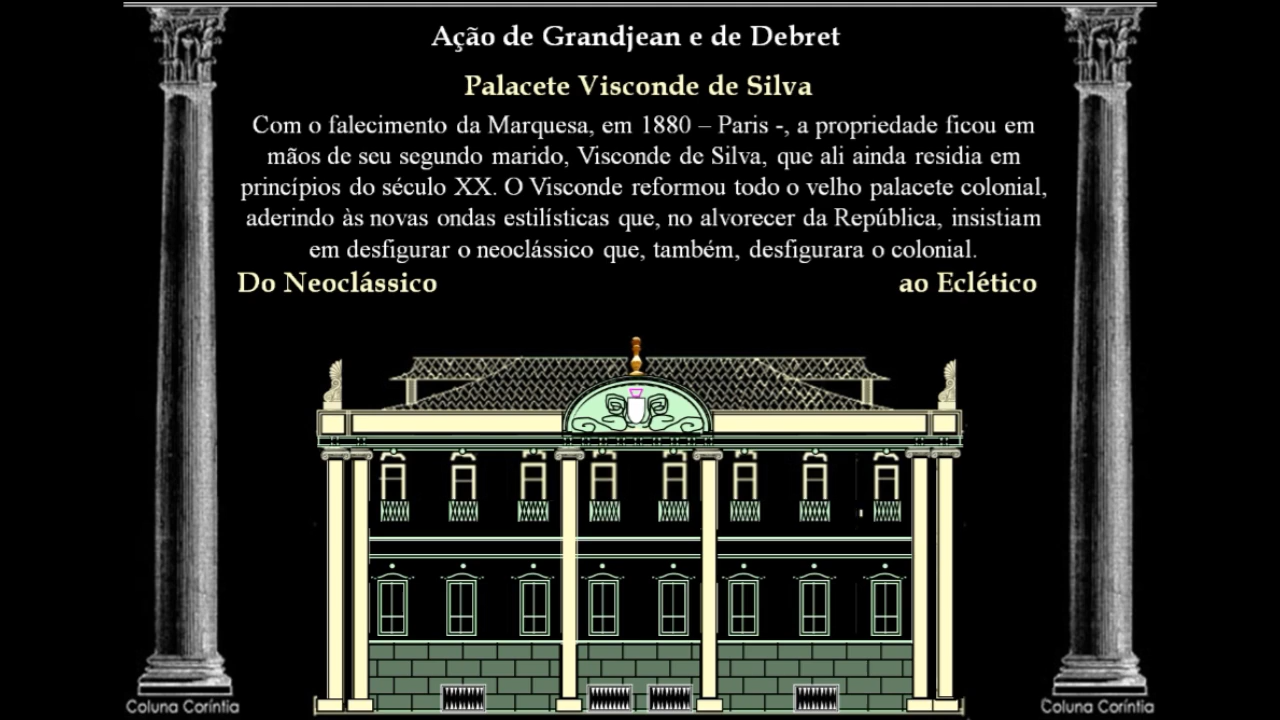 Ação de Grandjean e de Debret
Palacete Visconde de Silva
Com o falecimento da Marquesa, em 1880 – Paris -, a propriedade ficou em
mãos de seu segundo marido, Visconde de Silva, que ali ainda residia em
princípios do século XX. O Visconde reformou todo o velho palacete colonial,
aderindo às novas ondas estilísticas que, no alvorecer da República, insistiam
em desfigurar o neoclássico que, também, desfigurara o colonial.
Do Neoclássico ao Eclético
Coluna Coríntia Coluna Coríntia